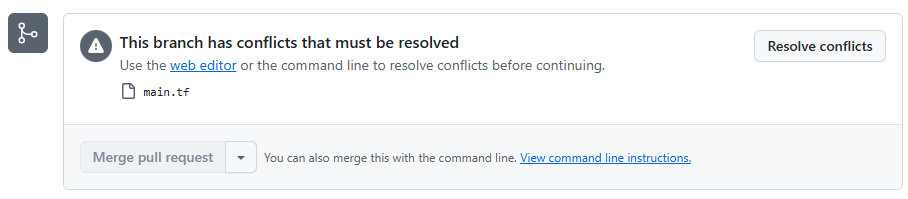 This branch has conflicts that must be resolved
Resolve conflicts
Use the web editor or the command line to resolve conflicts before continuing.
main.tf
Merge pull request
You can also merge this with the command line. View command line instructions.